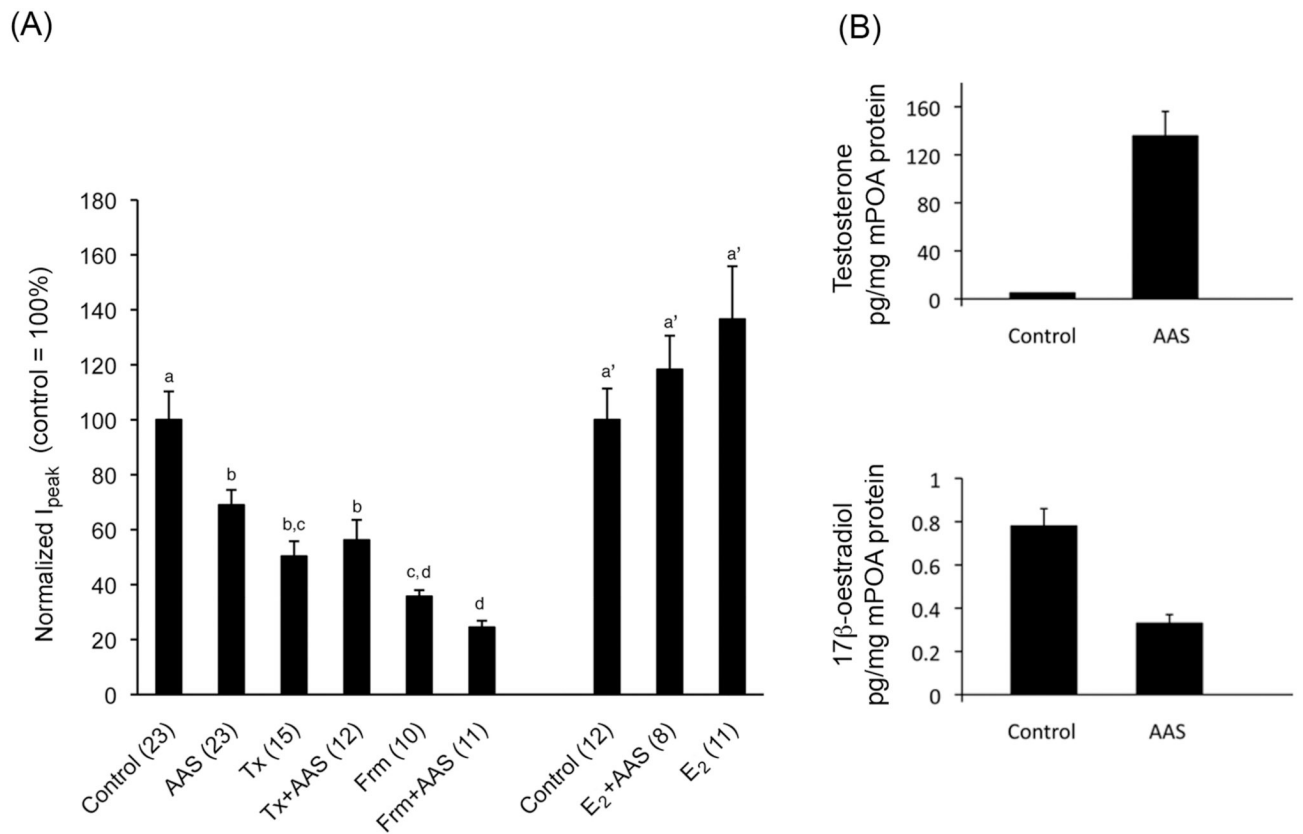 (A)
Normalized Ipeak (control = 100%)
180
160
140
120
100
80
60
40
20
0
a
b
b,c
b
c,d
d
a’
a’
a’
Control (23)
AAS (23)
Tx (15)
Tx+AAS (12)
Frm (10)
Frm+AAS (11)
Control (12)
E2+AAS (8)
E2 (11)
(B)
Testosterone
pg/mg mPOA protein
160
120
80
40
0
Control
AAS
17β-oestradiol
pg/mg mPOA protein
1
0.8
0.6
0.4
0.2
0
Control
AAS